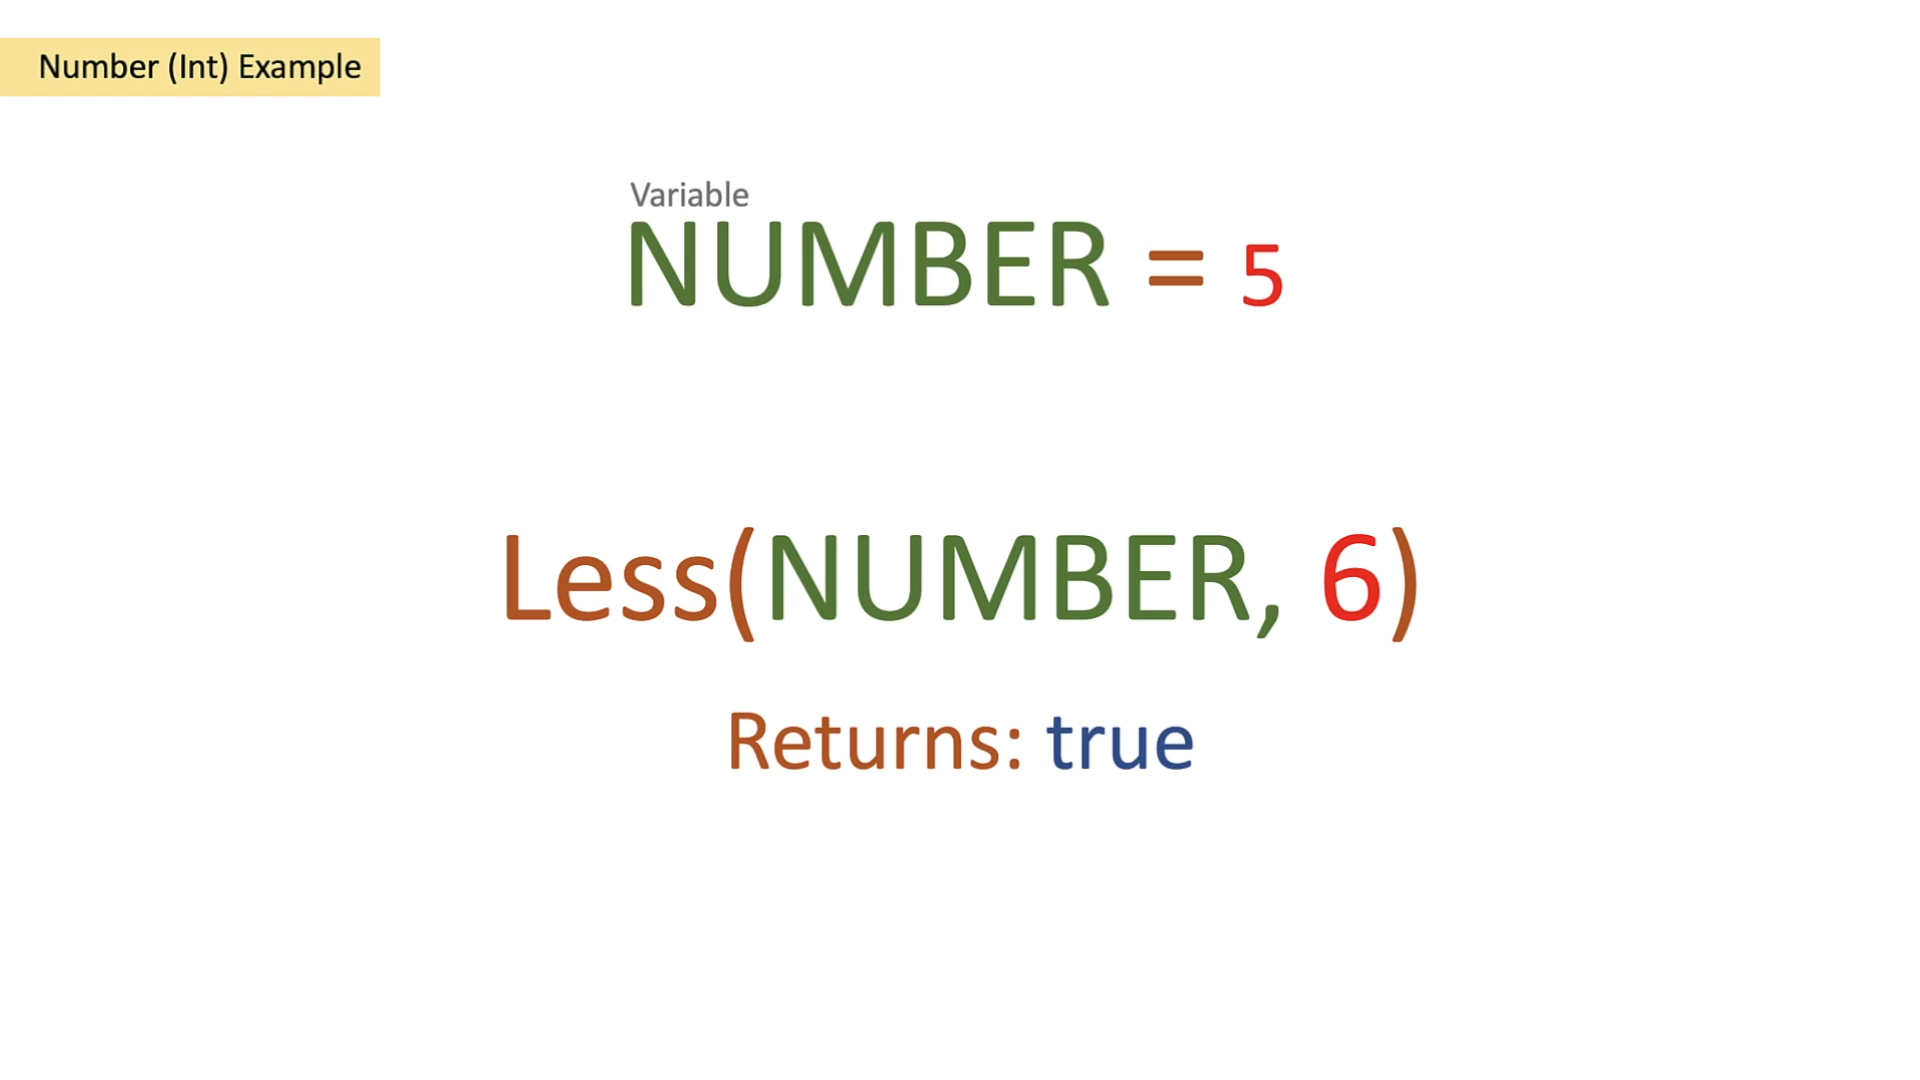 Number (Int) Example
Variable
NUMBER = 5
Less(NUMBER, 6)
Returns: true